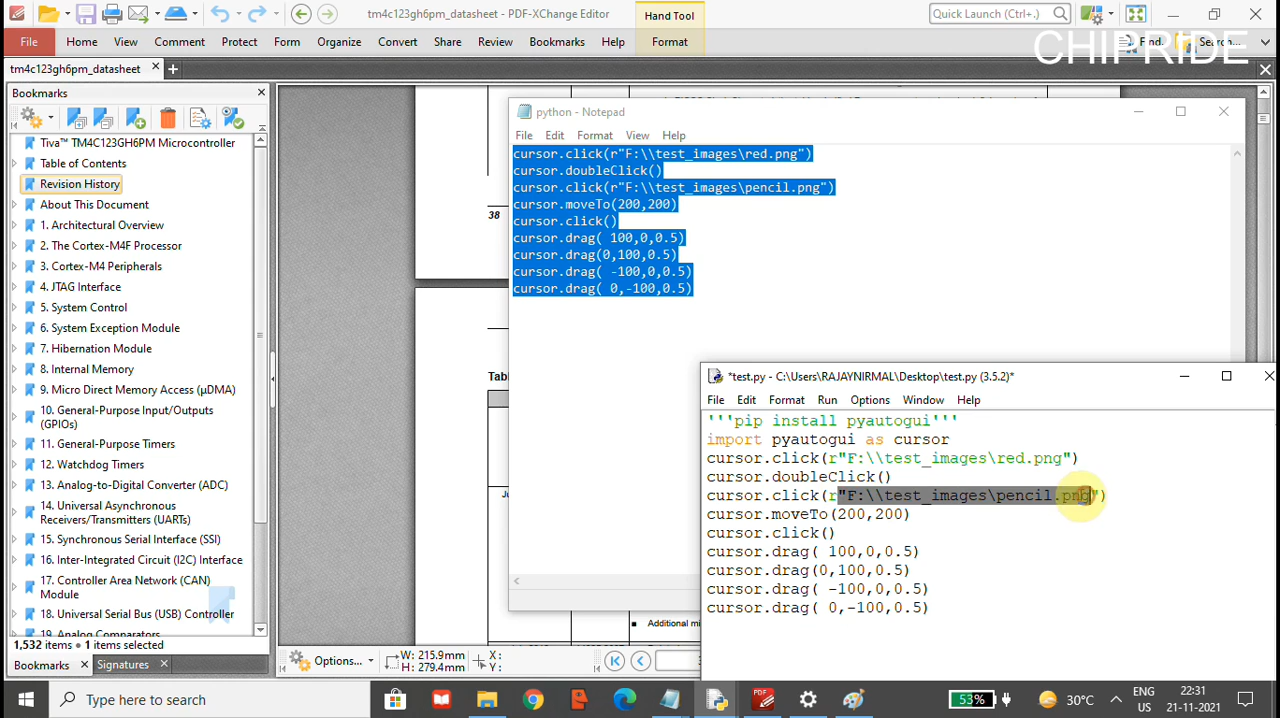 tm4c123gh6pm_datasheet - PDF-XChange Editor
Hand Tool
Quick Launch (Ctrl+.)
File
Home
View
Comment
Protect
Form
Organize
Convert
Share
Review
Bookmarks
Help
Format
Find
Search...
CHIPRIDE
tm4c123gh6pm_datasheet
Bookmarks
Tiva™ TM4C123GH6PM Microcontroller
Table of Contents
Revision History
About This Document
1. Architectural Overview
2. The Cortex-M4F Processor
3. Cortex-M4 Peripherals
4. JTAG Interface
5. System Control
6. System Exception Module
7. Hibernation Module
8. Internal Memory
9. Micro Direct Memory Access (μDMA)
10. General-Purpose Input/Outputs
(GPIOs)
11. General-Purpose Timers
12. Watchdog Timers
13. Analog-to-Digital Converter (ADC)
14. Universal Asynchronous
Receivers/Transmitters (UARTs)
15. Synchronous Serial Interface (SSI)
16. Inter-Integrated Circuit (I2C) Interface
17. Controller Area Network (CAN)
Module
18. Universal Serial Bus (USB) Controller
19. Analog Comparators
1,532 items • 1 items selected
Bookmarks
Signatures
38
Additional mi
Options...
W: 215.9mm
H: 279.4mm
X:
Y:
python - Notepad
File
Edit
Format
View
Help
cursor.click(r"F:\\test_images\red.png")
cursor.doubleClick()
cursor.click(r"F:\\test_images\pencil.png")
cursor.moveTo(200,200)
cursor.click()
cursor.drag( 100,0,0.5)
cursor.drag(0,100,0.5)
cursor.drag( -100,0,0.5)
cursor.drag( 0,-100,0.5)
*test.py - C:\Users\RAJAYNIRMAL\Desktop\test.py (3.5.2)*
File
Edit
Format
Run
Options
Window
Help
'''pip install pyautogui'''
import pyautogui as cursor
cursor.click(r"F:\\test_images\red.png")
cursor.doubleClick()
cursor.click(r"F:\\test_images\pencil.png")
cursor.moveTo(200,200)
cursor.click()
cursor.drag( 100,0,0.5)
cursor.drag(0,100,0.5)
cursor.drag( -100,0,0.5)
cursor.drag( 0,-100,0.5)
Type here to search
PDF
53%
30°C
ENG
US
22:31
21-11-2021